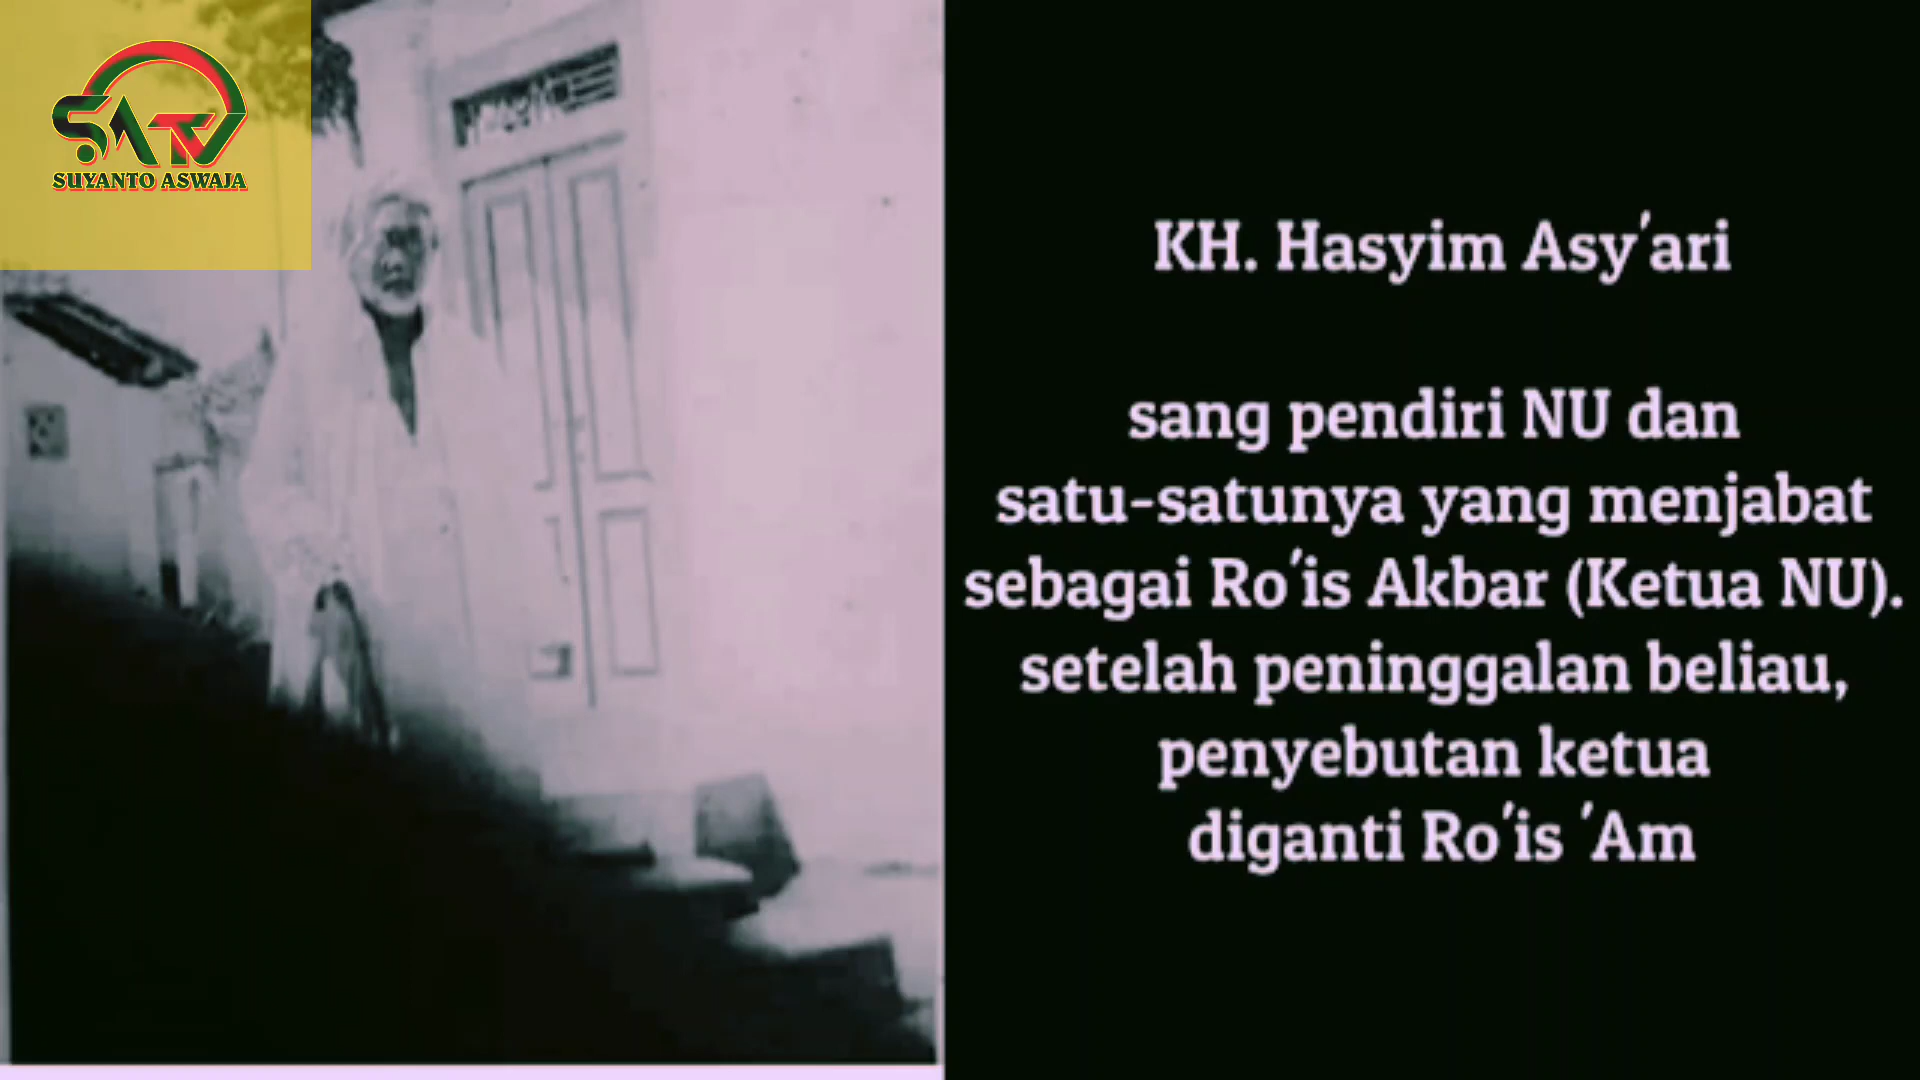 SATV
SUYANTO ASWAJA
KH. Hasyim Asy'ari
sang pendiri NU dan
satu-satunya yang menjabat
sebagai Ro'is Akbar (Ketua NU).
setelah peninggalan beliau,
penyebutan ketua
diganti Ro'is 'Am